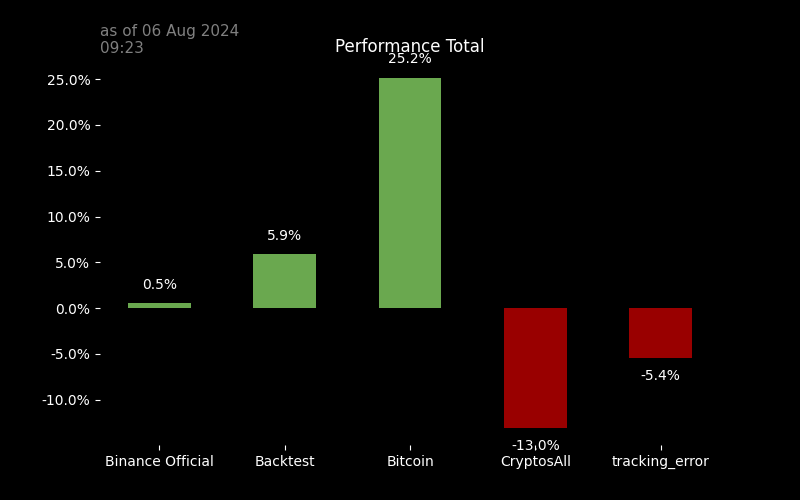 as of 06 Aug 2024
09:23
Performance Total
25.2%
25.0%
20.0%
15.0%
10.0%
5.9%
5.0%
0.5%
0.0%
-5.0%
-5.4%
-10.0%
-13.0%
Binance Official
Backtest
Bitcoin
CryptosAll
tracking_error